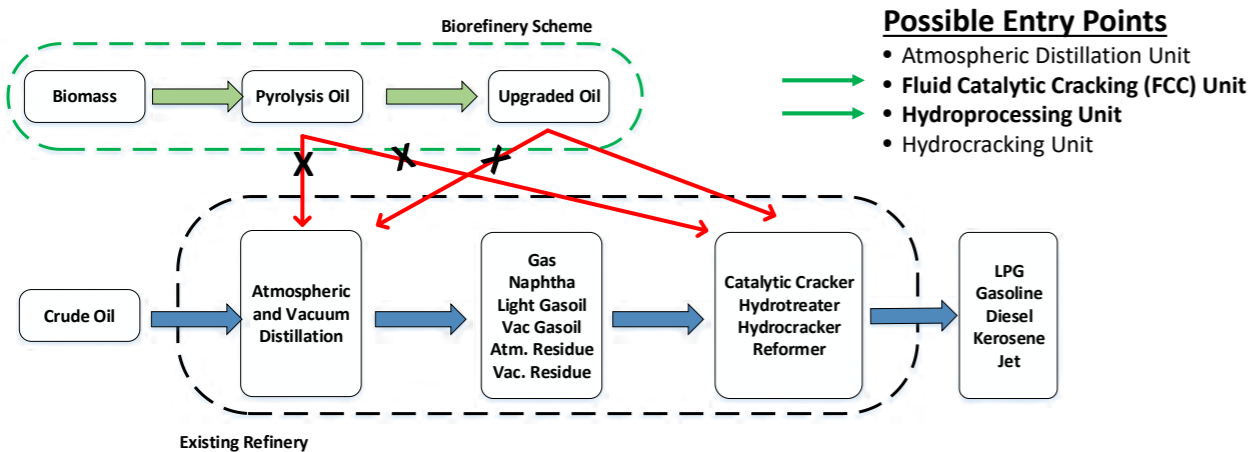 Biorefinery Scheme
Biomass
Pyrolysis Oil
Upgraded Oil
X
X
X
Possible Entry Points
• Atmospheric Distillation Unit
• Fluid Catalytic Cracking (FCC) Unit
• Hydroprocessing Unit
• Hydrocracking Unit
Crude Oil
Atmospheric
and Vacuum
Distillation
Gas
Naphtha
Light Gasoil
Vac Gasoil
Atm. Residue
Vac. Residue
Catalytic Cracker
Hydrotreater
Hydrocracker
Reformer
LPG
Gasoline
Diesel
Kerosene
Jet
Existing Refinery